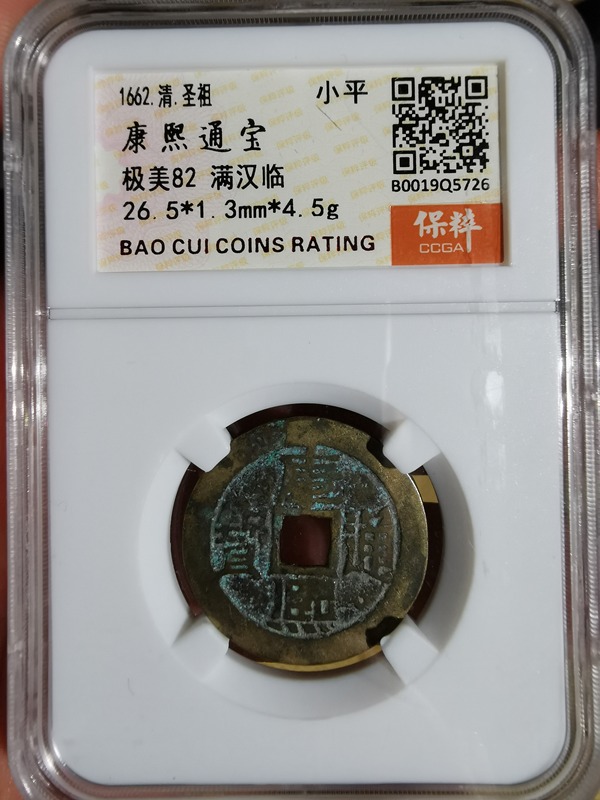 1662.清.圣祖 小平
康熙通宝
极美82 满汉临
26.5*1.3mm*4.5g
BAO CUI COINS RATING
B0019Q5726
保粹
CCGA
康熙通寶